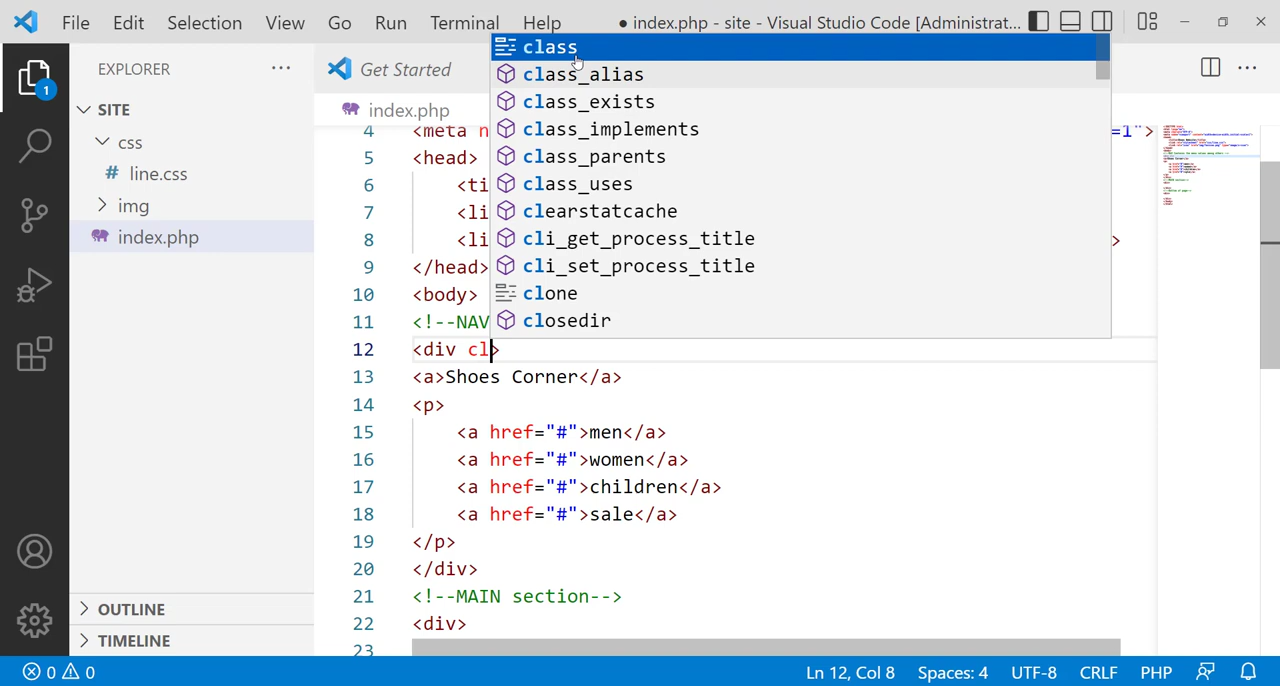 File Edit Selection View Go Run Terminal Help ● index.php - site - Visual Studio Code [Administrat...
EXPLORER ...
Get Started
SITE
css
# line.css
img
index.php
OUTLINE
TIMELINE
1
index.php
class
class_alias
class_exists
class_implements
class_parents
class_uses
clearstatcache
cli_get_process_title
cli_set_process_title
clone
closedir
4 <meta n =1">
5 <head>
6 <ti
7 <li
8 <li >
9 </head>
10 <body>
11 <!--NAV
12 <div cl>
13 <a>Shoes Corner</a>
14 <p>
15 <a href="#">men</a>
16 <a href="#">women</a>
17 <a href="#">children</a>
18 <a href="#">sale</a>
19 </p>
20 </div>
21 <!--MAIN section-->
22 <div>
23
0 0 Ln 12, Col 8 Spaces: 4 UTF-8 CRLF PHP